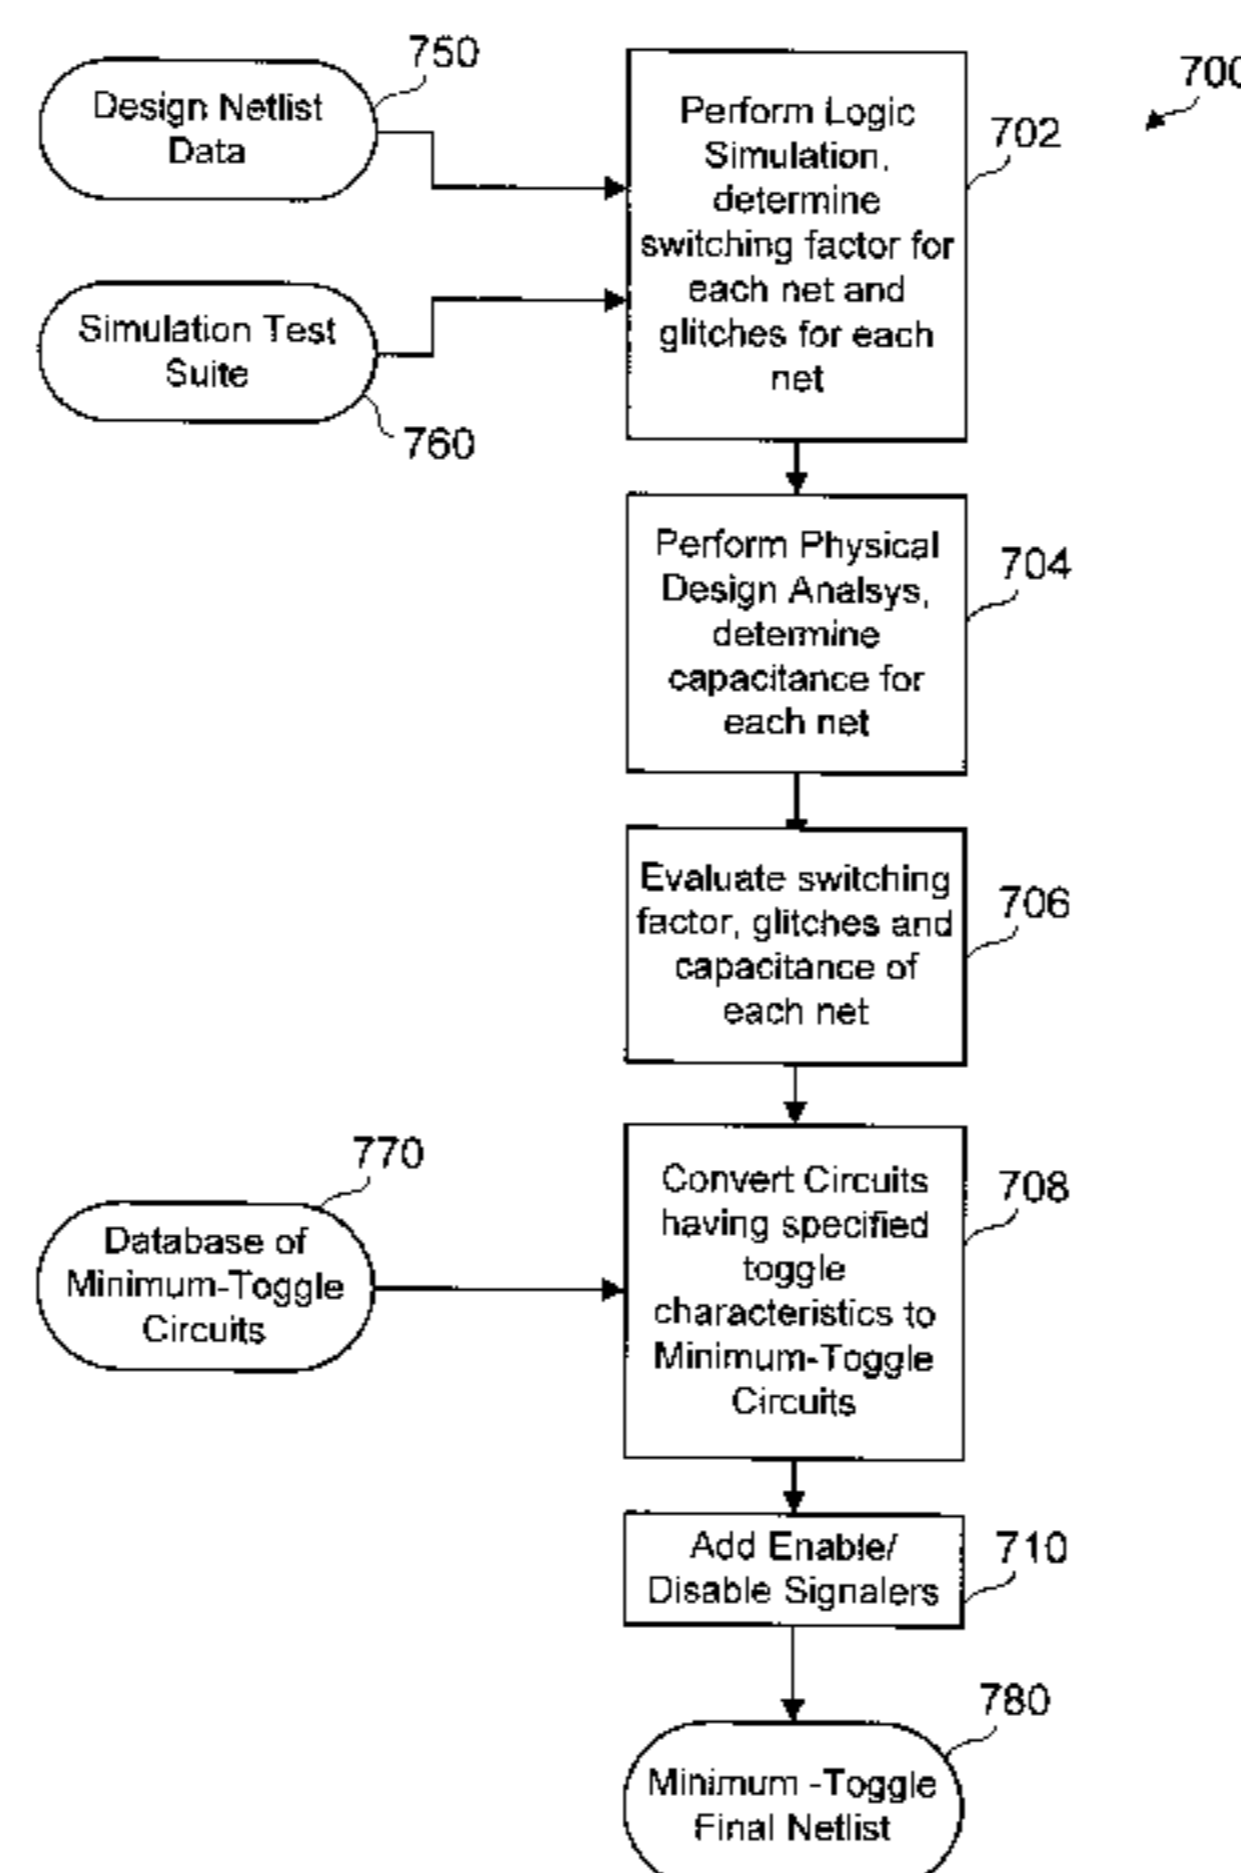 750
Design Netlist
Data
700
Perform Logic
Simulation,
determine
switching factor for
each net and
glitches for each
net
702
Simulation Test
Suite
760
Perform Physical
Design Analsys,
determine
capacitance for
each net
704
Evaluate switching
factor, glitches and
capacitance of
each net
706
770
Database of
Minimum-Toggle
Circuits
Convert Circuits
having specified
toggle
characteristics to
Minimum-Toggle
Circuits
708
Add Enable/
Disable Signalers
710
780
Minimum -Toggle
Final Netlist